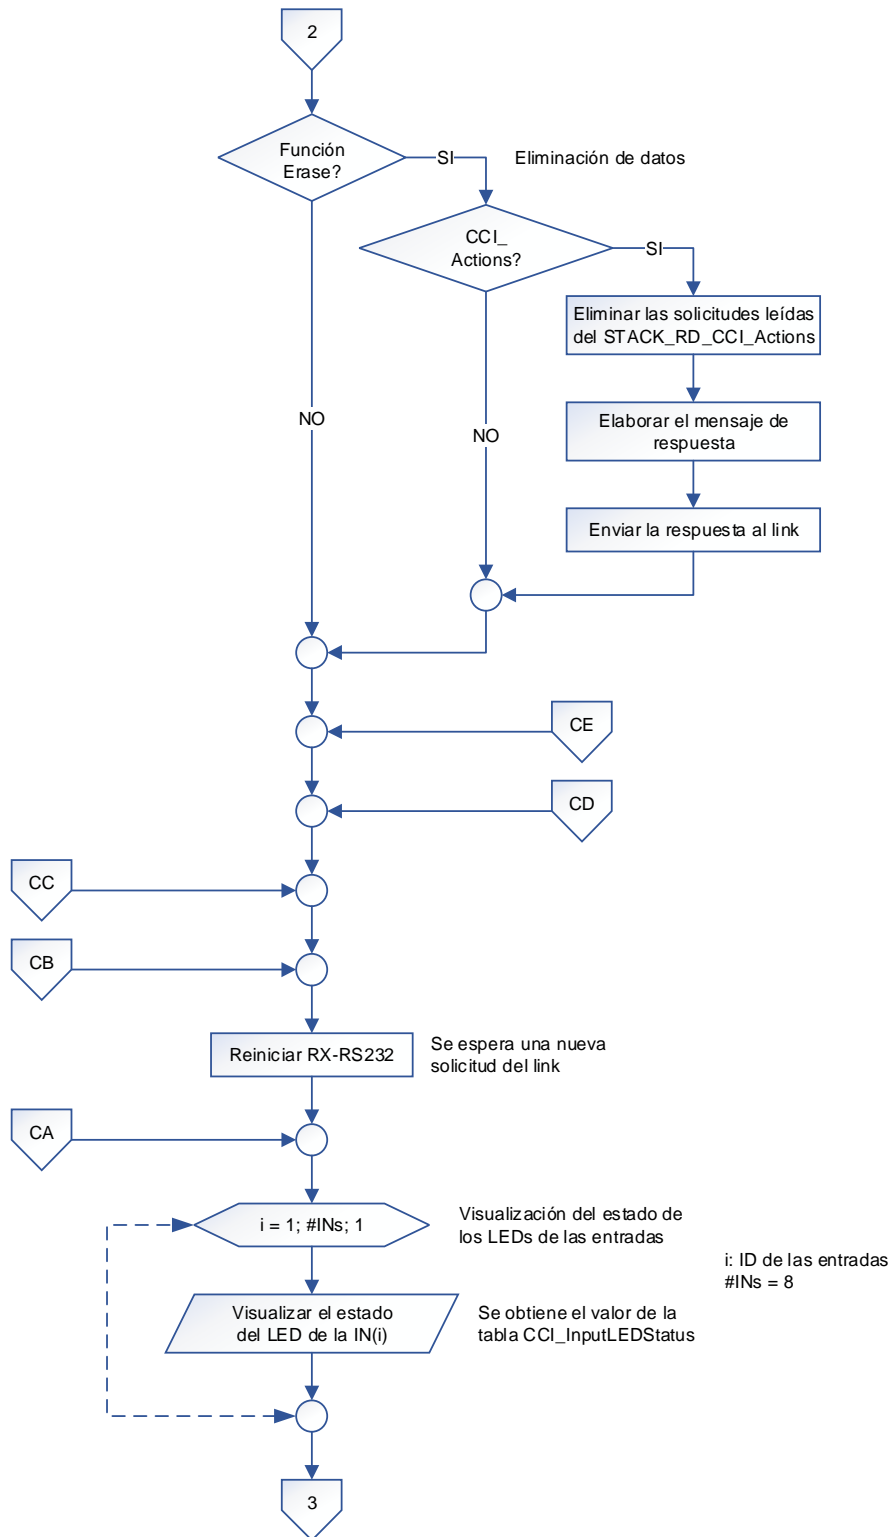 2
Función
Erase?
SI
Eliminación de datos
CCI_
Actions?
SI
Eliminar las solicitudes leídas
del STACK_RD_CCI_Actions
NO
Elaborar el mensaje de
respuesta
NO
Enviar la respuesta al link
CE
CD
CC
CB
Reiniciar RX-RS232
Se espera una nueva
solicitud del link
CA
i = 1; #INs; 1
Visualización del estado de
los LEDs de las entradas
i: ID de las entradas
#INs = 8
Visualizar el estado
del LED de la IN(i)
Se obtiene el valor de la
tabla CCI_InputLEDStatus
3